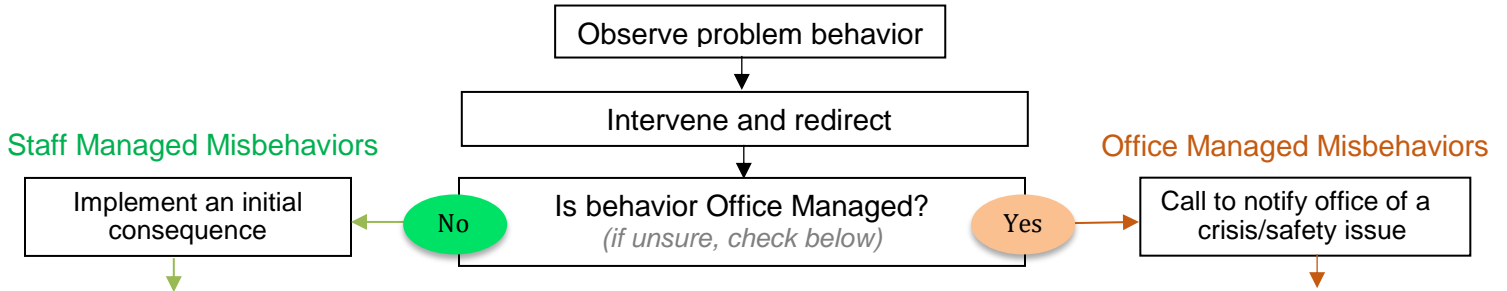 Observe problem behavior
Intervene and redirect
Staff Managed Misbehaviors
Office Managed Misbehaviors
Implement an initial
consequence
No
Is behavior Office Managed?
(if unsure, check below)
Yes
Call to notify office of a
crisis/safety issue